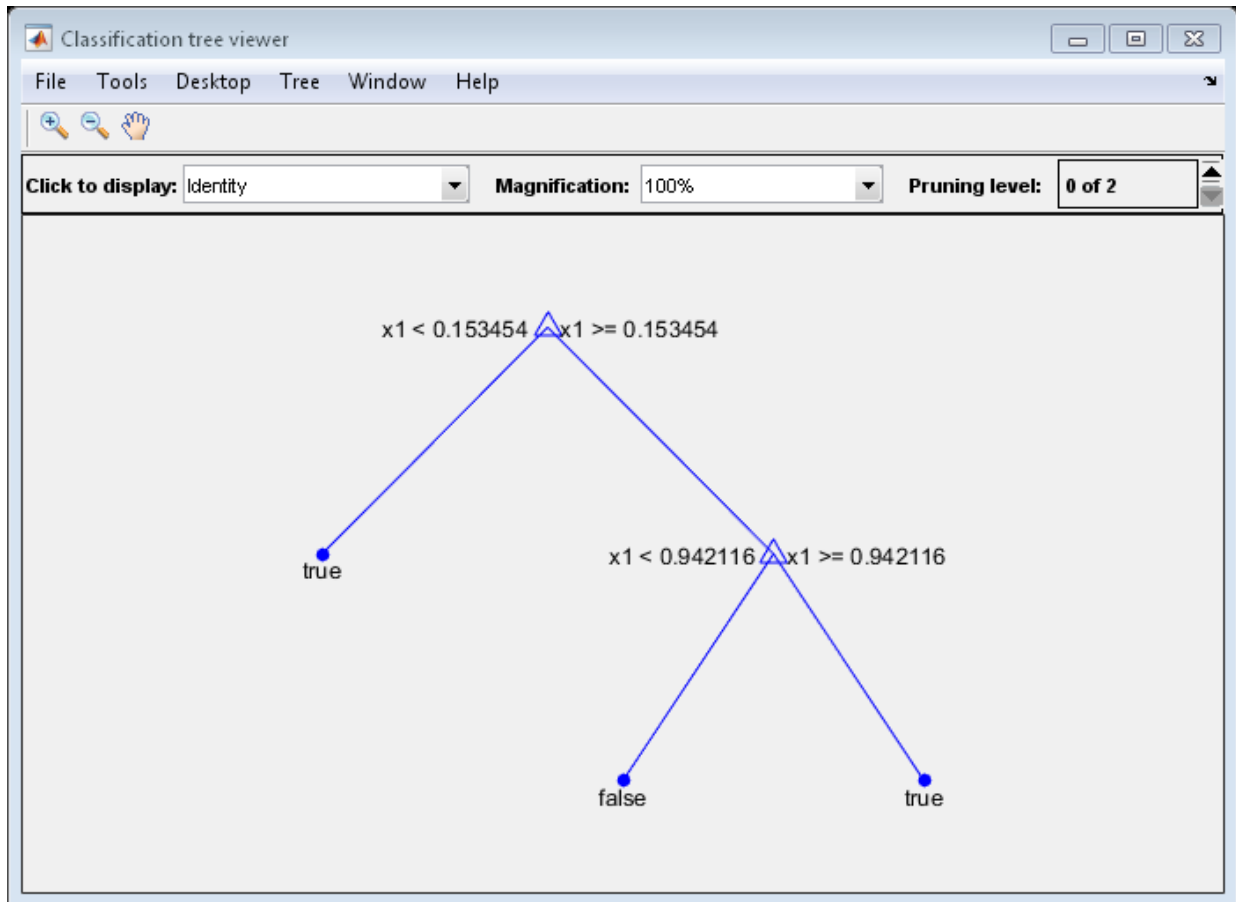 Classification tree viewer
File Tools Desktop Tree Window Help
Click to display: Identity Magnification: 100% Pruning level: 0 of 2
x1 < 0.153454 x1 >= 0.153454
true
x1 < 0.942116 x1 >= 0.942116
false true